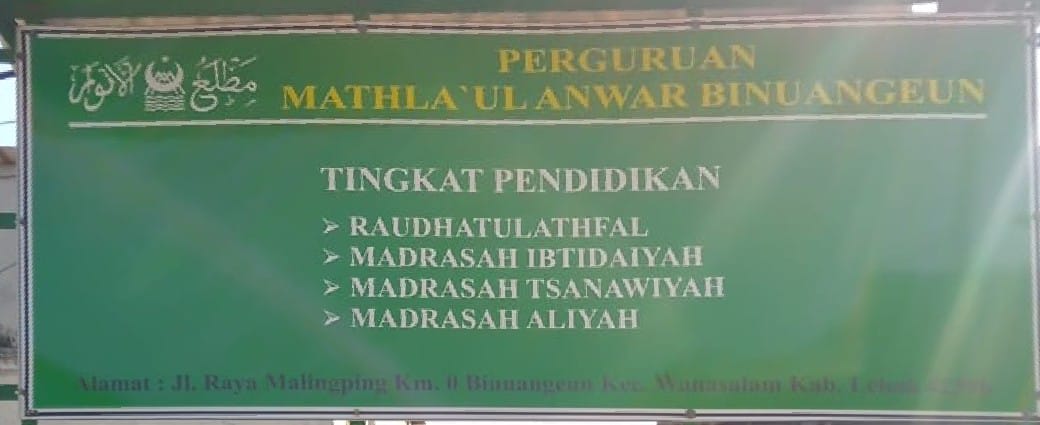 مطلع الأنوار
PERGURUAN
MATHLA`UL ANWAR BINUANGEUN
TINGKAT PENDIDIKAN
➢ RAUDHATULATHFAL
➢ MADRASAH IBTIDAIYAH
➢ MADRASAH TSANAWIYAH
➢ MADRASAH ALIYAH
Alamat : Jl. Raya Malingping Km. 0 Binuangeun Kec. Wanasalam Kab. Lebak